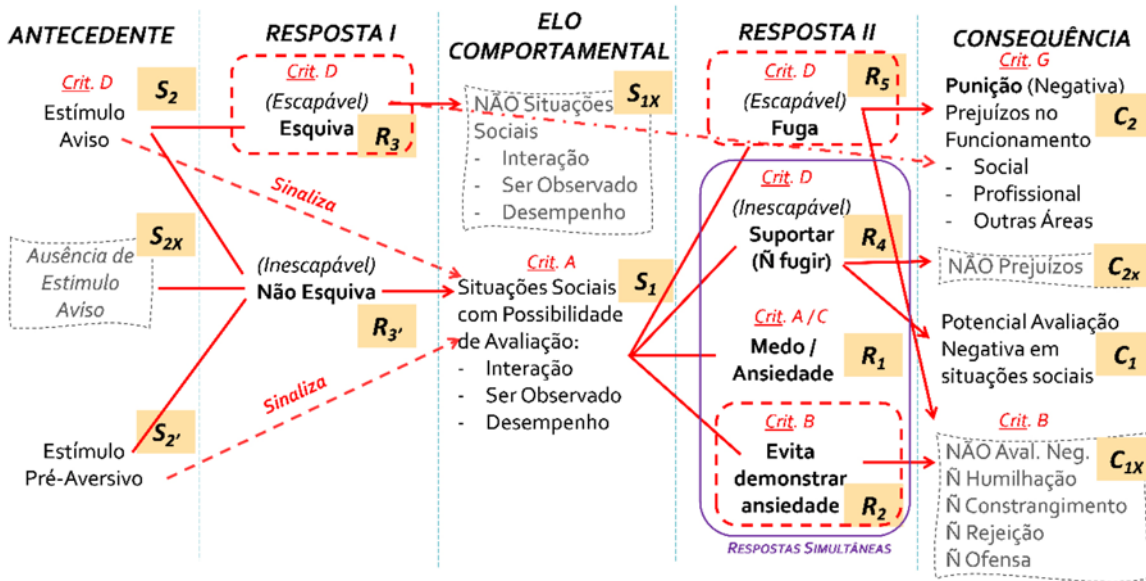 ANTECEDENTE
Crit. D
S2
Estímulo
Aviso
S2X
Ausência de
Estimulo
Aviso
S2'
Estímulo
Pré-Aversivo
RESPOSTA I
Crit. D
(Escapável)
Esquiva
R3
Sinaliza
(Inescapável)
Não Esquiva
R3'
Sinaliza
ELO
COMPORTAMENTAL
NÃO Situações
S1X
Sociais
- Interação
- Ser Observado
- Desempenho
Crit. A
Situações Sociais
S1
com Possibilidade
de Avaliação:
- Interação
- Ser Observado
- Desempenho
RESPOSTA II
Crit. D
R5
(Escapável)
Fuga
Crit. D
(Inescapável)
Suportar
R4
(Ñ fugir)
Crit. A / C
Medo /
R1
Ansiedade
Crit. B
Evita
demonstrar
ansiedade
R2
RESPOSTAS SIMULTÂNEAS
CONSEQUÊNCIA
Crit. G
Punição (Negativa)
Prejuízos no
C2
Funcionamento
- Social
- Profissional
- Outras Áreas
NÃO Prejuízos
C2x
Potencial Avaliação
Negativa em
C1
situações sociais
Crit. B
NÃO Aval. Neg.
C1X
Ñ Humilhação
Ñ Constrangimento
Ñ Rejeição
Ñ Ofensa